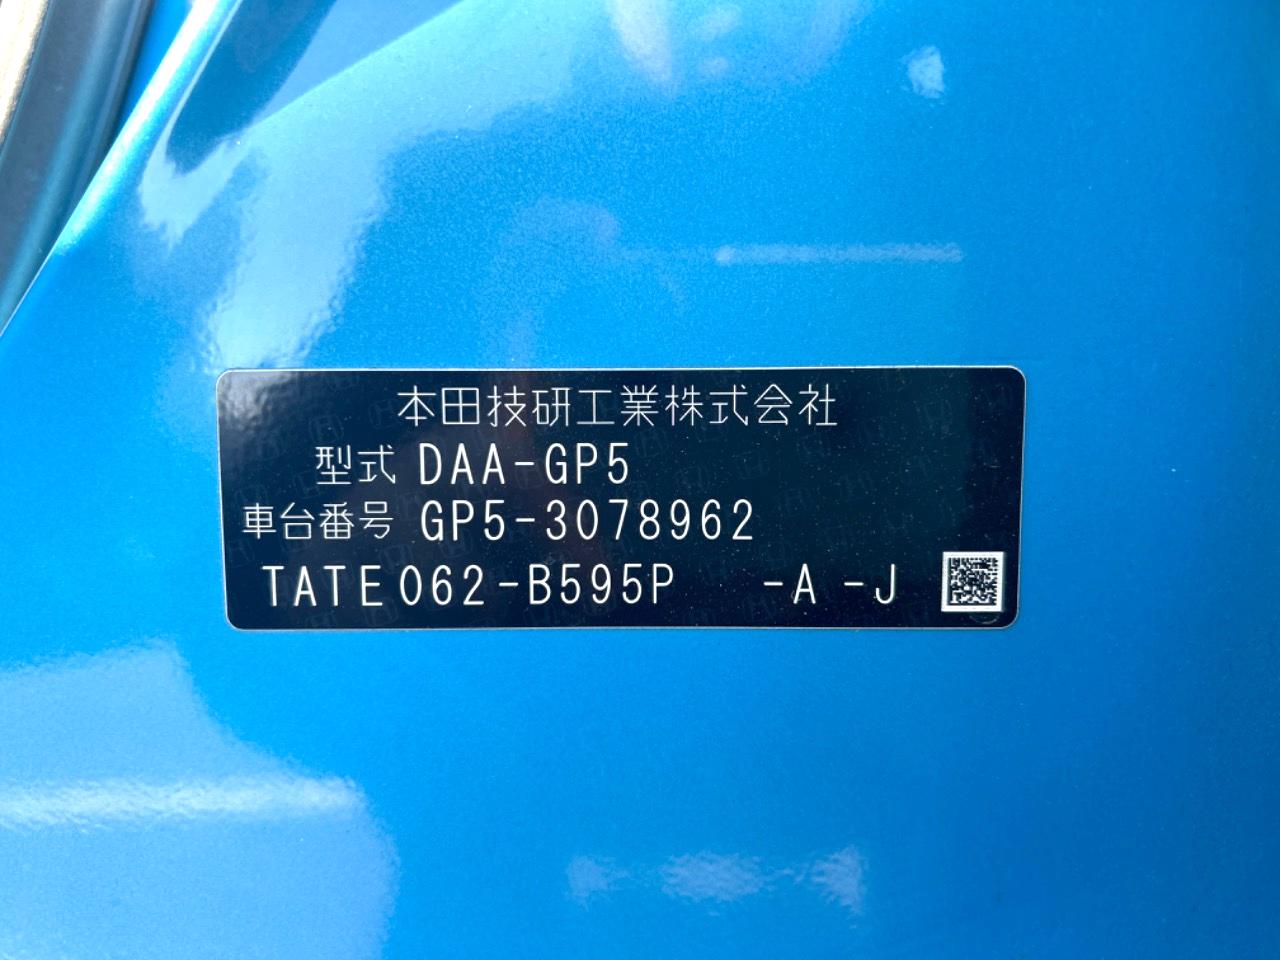 本田技研工業株式会社
型式 DAA-GP5
車台番号 GP5-3078962
TATE062-B595P -A -J